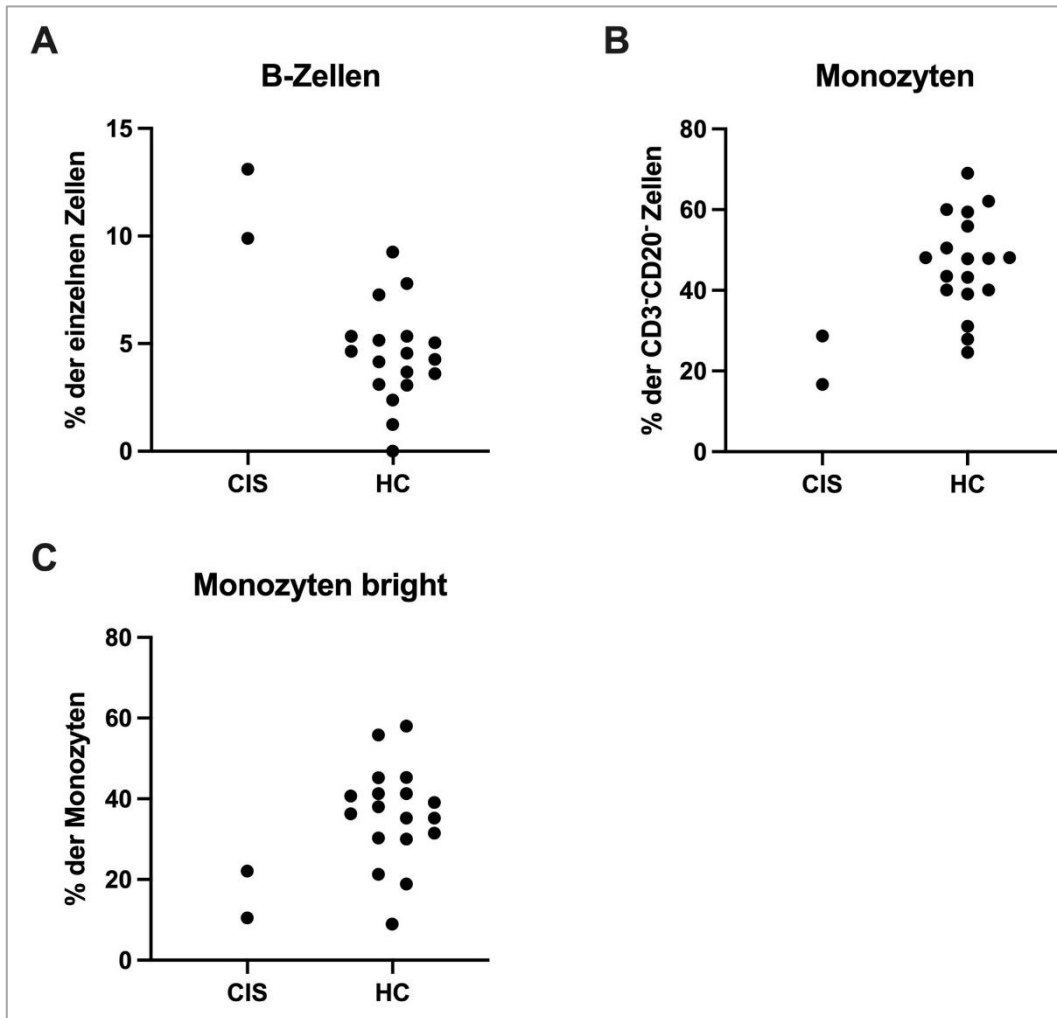 A
B-Zellen
% der einzelnen Zellen
15
10
5
0
CIS HC
B
Monozyten
% der CD3-CD20- Zellen
80
60
40
20
0
CIS HC
C
Monozyten bright
% der Monozyten
80
60
40
20
0
CIS HC